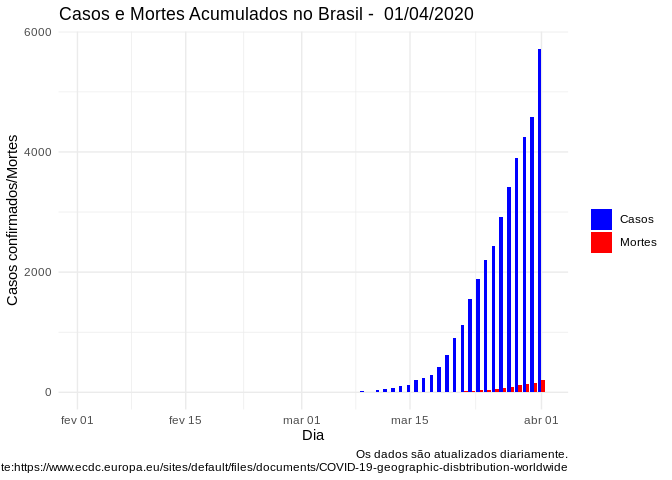 Casos e Mortes Acumulados no Brasil -  01/04/2020
6000
4000
2000
0
Casos confirmados/Mortes
fev 01
fev 15
mar 01
mar 15
abr 01
Dia
Casos
Mortes
Os dados são atualizados diariamente.
te:https://www.ecdc.europa.eu/sites/default/files/documents/COVID-19-geographic-disbtribution-worldwide